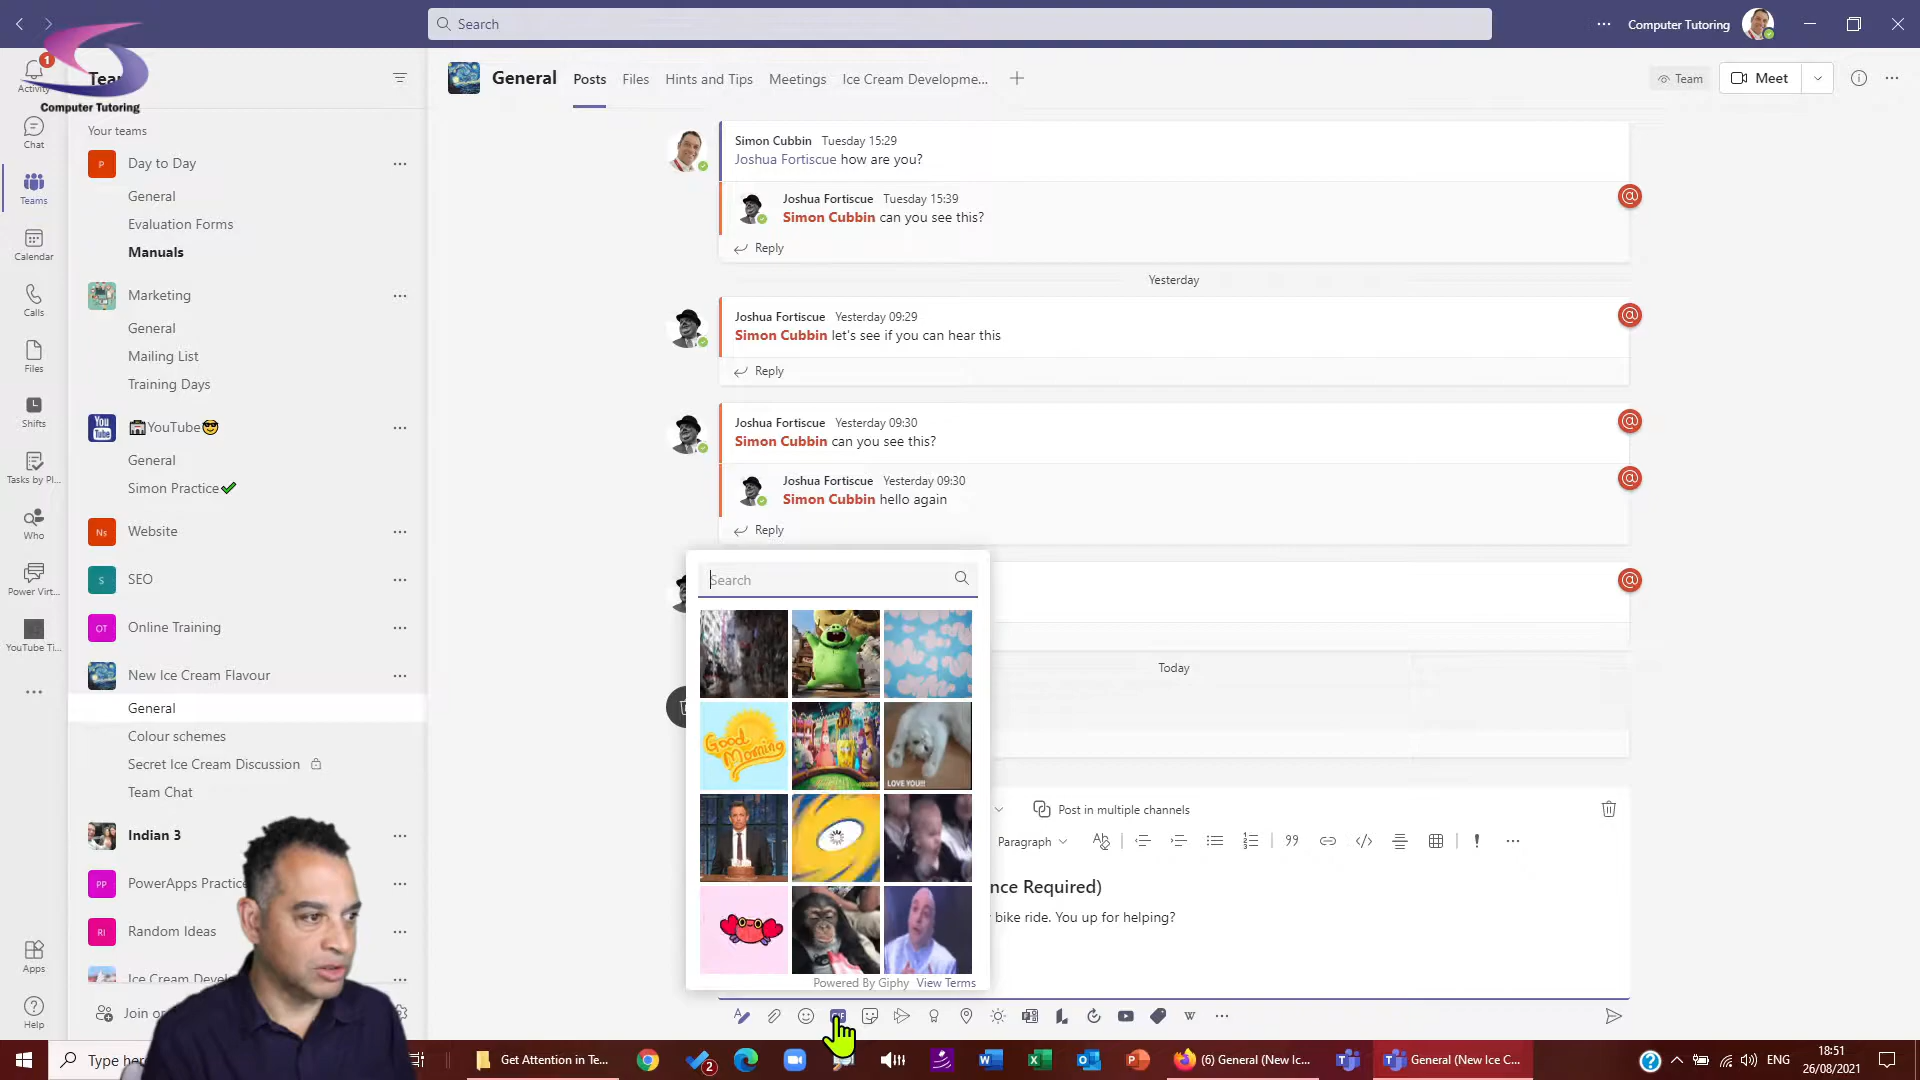 Search
Computer Tutoring
Computer Tutoring
1
Activity
Chat
Teams
Calendar
Calls
Files
Shifts
Tasks by Pl...
Who
Power Virt...
YouTube Ti...
Apps
Help
Your teams
P Day to Day
General
Evaluation Forms
Manuals
Marketing
General
Mailing List
Training Days
You Tube YouTube
General
Simon Practice
Ns Website
S SEO
OT Online Training
New Ice Cream Flavour
General
Colour schemes
Secret Ice Cream Discussion
Team Chat
Indian 3
PP PowerApps Practice
RI Random Ideas
General Posts Files Hints and Tips Meetings Ice Cream Developme...
Team Meet
Simon Cubbin Tuesday 15:29
Joshua Fortiscue how are you?
Joshua Fortiscue Tuesday 15:39
Simon Cubbin can you see this?
Reply
Yesterday
Joshua Fortiscue Yesterday 09:29
Simon Cubbin let's see if you can hear this
Reply
Joshua Fortiscue Yesterday 09:30
Simon Cubbin can you see this?
Joshua Fortiscue Yesterday 09:30
Simon Cubbin hello again
Reply
Search
Today
Good Morning
LOVE YOU!!!
Powered By Giphy View Terms
Post in multiple channels
Paragraph
Required)
bike ride. You up for helping?
GIF
Get Attention in Te...
2
(6) General (New Ic...
General (New Ice C...
ENG
18:51
26/08/2021